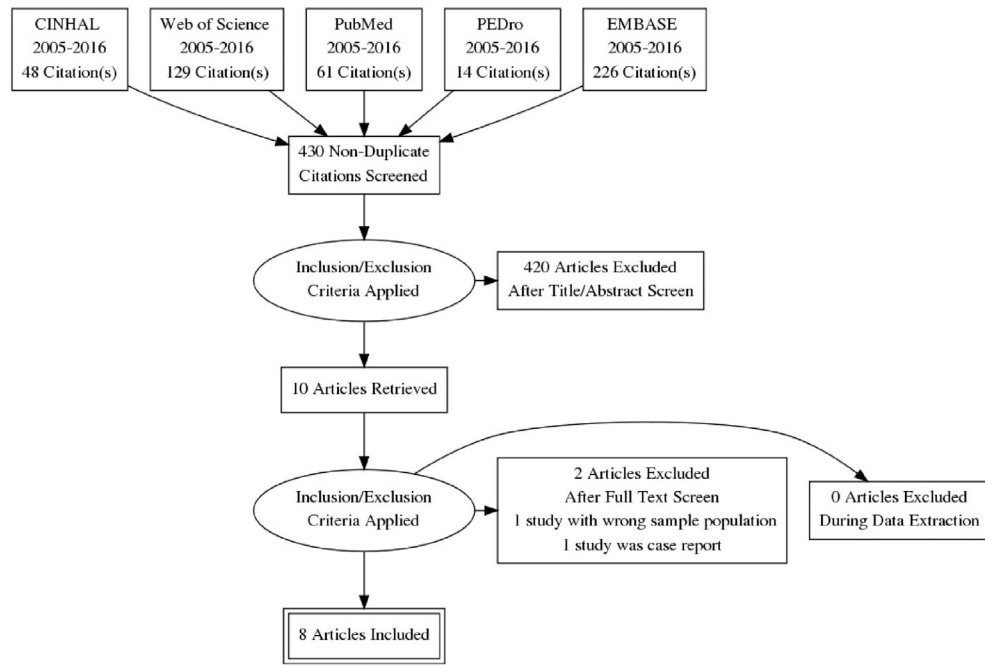 CINHAL
2005-2016
48 Citation(s)
Web of Science
2005-2016
129 Citation(s)
PubMed
2005-2016
61 Citation(s)
PEDro
2005-2016
14 Citation(s)
EMBASE
2005-2016
226 Citation(s)
430 Non-Duplicate
Citations Screened
Inclusion/Exclusion
Criteria Applied
420 Articles Excluded
After Title/Abstract Screen
10 Articles Retrieved
Inclusion/Exclusion
Criteria Applied
2 Articles Excluded
After Full Text Screen
1 study with wrong sample population
1 study was case report
0 Articles Excluded
During Data Extraction
8 Articles Included